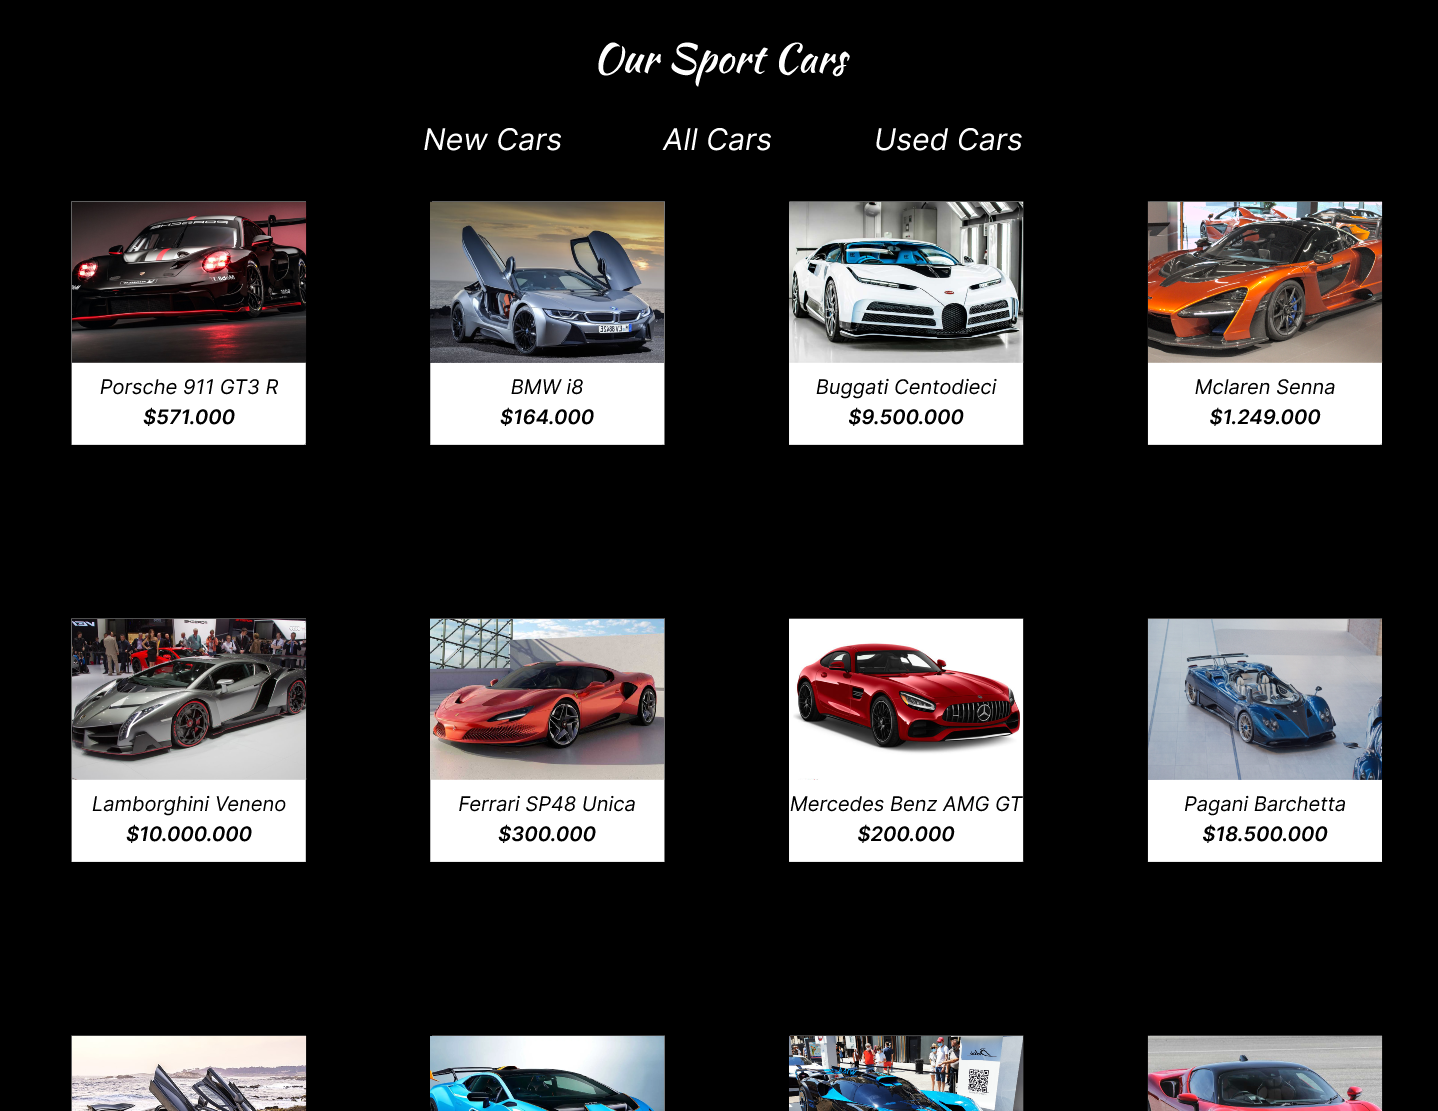 Our Sport Cars
New Cars
All Cars
Used Cars
Porsche 911 GT3 R
$571.000
BMW i8
$164.000
Buggati Centodieci
$9.500.000
Mclaren Senna
$1.249.000
Lamborghini Veneno
$10.000.000
Ferrari SP48 Unica
$300.000
Mercedes Benz AMG GT
$200.000
Pagani Barchetta
$18.500.000